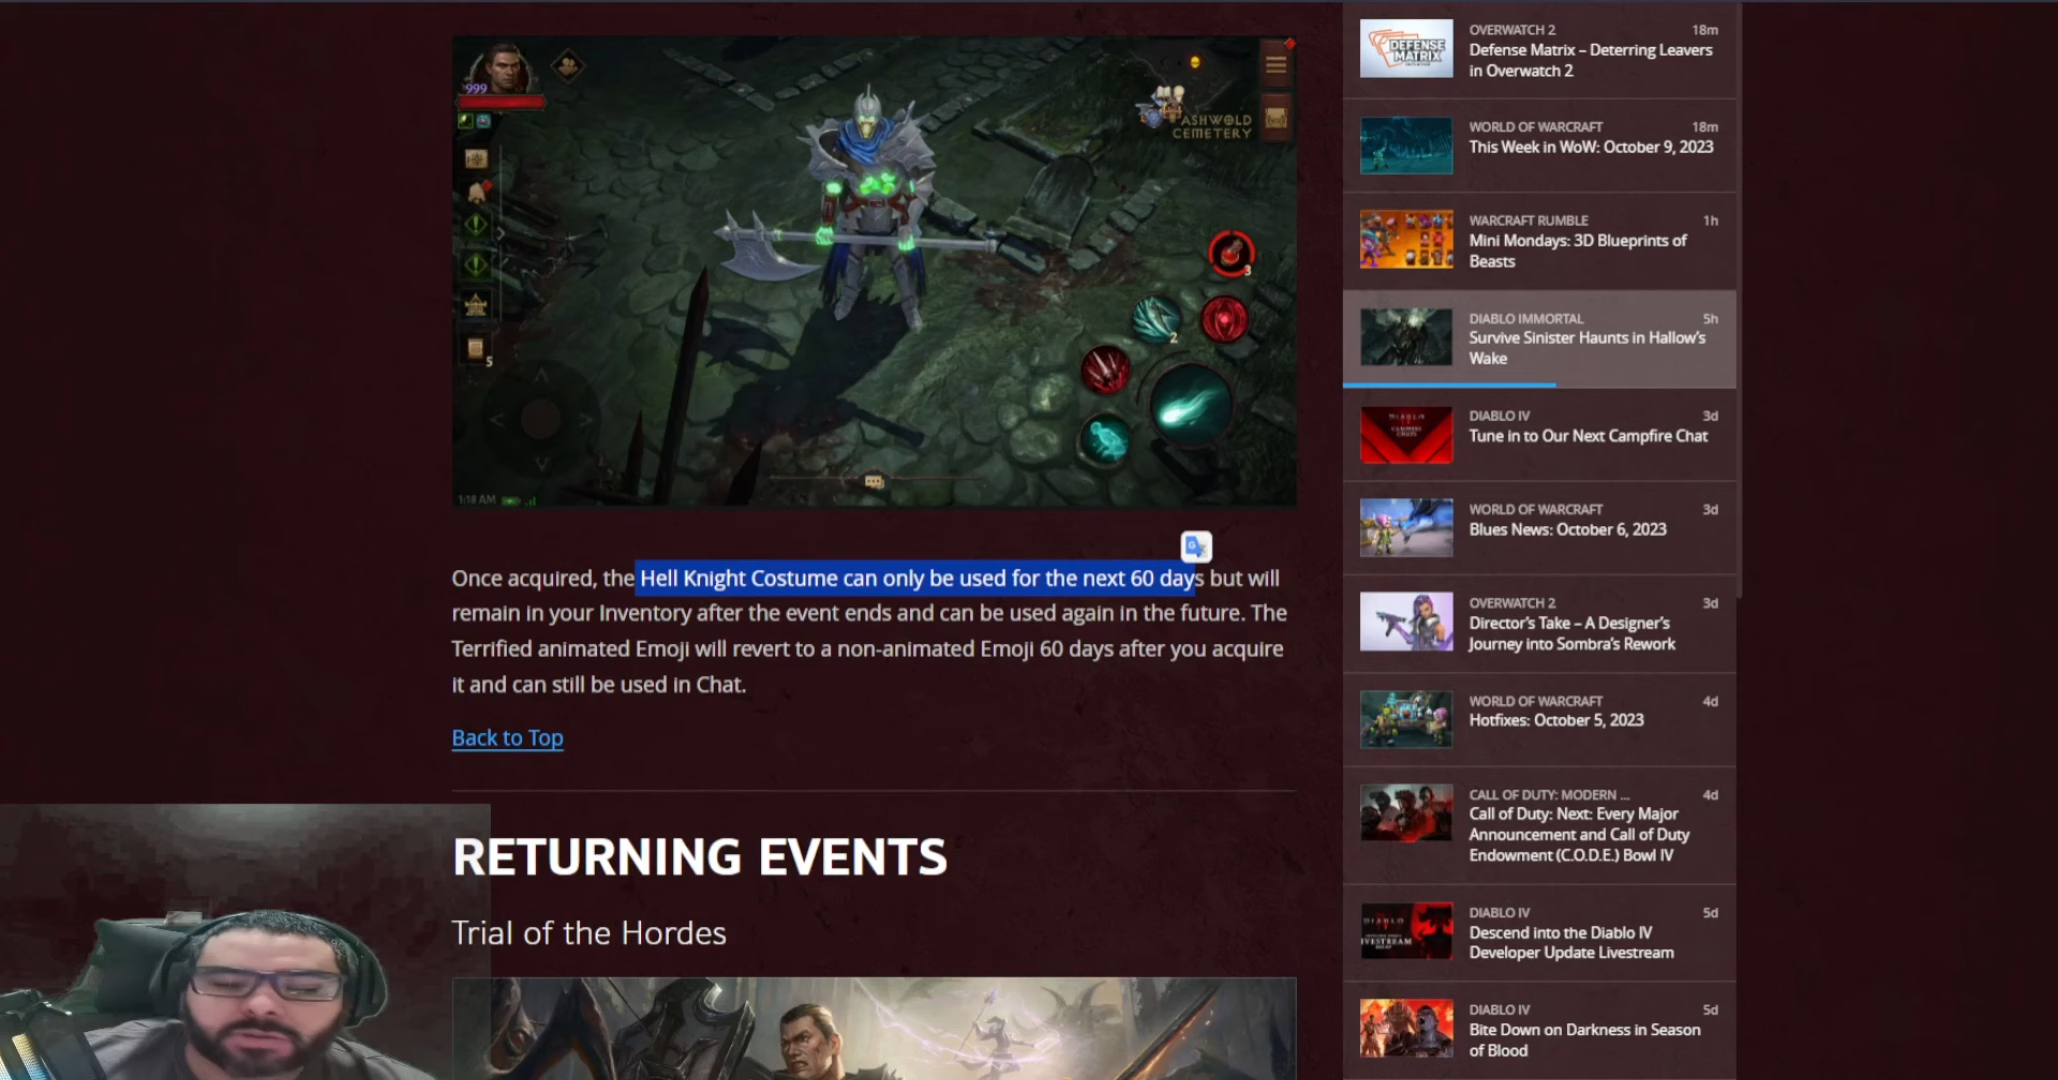 999
ASHWOLD
CEMETERY
3
2
5
1:18 AM
Once acquired, the Hell Knight Costume can only be used for the next 60 days but will
remain in your Inventory after the event ends and can be used again in the future. The
Terrified animated Emoji will revert to a non-animated Emoji 60 days after you acquire
it and can still be used in Chat.
Back to Top
RETURNING EVENTS
Trial of the Hordes
DEFENSE
MATRIX
OVERWATCH 2 18m
Defense Matrix – Deterring Leavers
in Overwatch 2
WORLD OF WARCRAFT 18m
This Week in WoW: October 9, 2023
WARCRAFT RUMBLE 1h
Mini Mondays: 3D Blueprints of
Beasts
DIABLO IMMORTAL 5h
Survive Sinister Haunts in Hallow's
Wake
DIABLO IV 3d
Tune in to Our Next Campfire Chat
WORLD OF WARCRAFT 3d
Blues News: October 6, 2023
OVERWATCH 2 3d
Director's Take – A Designer's
Journey into Sombra's Rework
WORLD OF WARCRAFT 4d
Hotfixes: October 5, 2023
CALL OF DUTY: MODERN ... 4d
Call of Duty: Next: Every Major
Announcement and Call of Duty
Endowment (C.O.D.E.) Bowl IV
DIABLO IV 5d
Descend into the Diablo IV
Developer Update Livestream
DIABLO IV 5d
Bite Down on Darkness in Season
of Blood